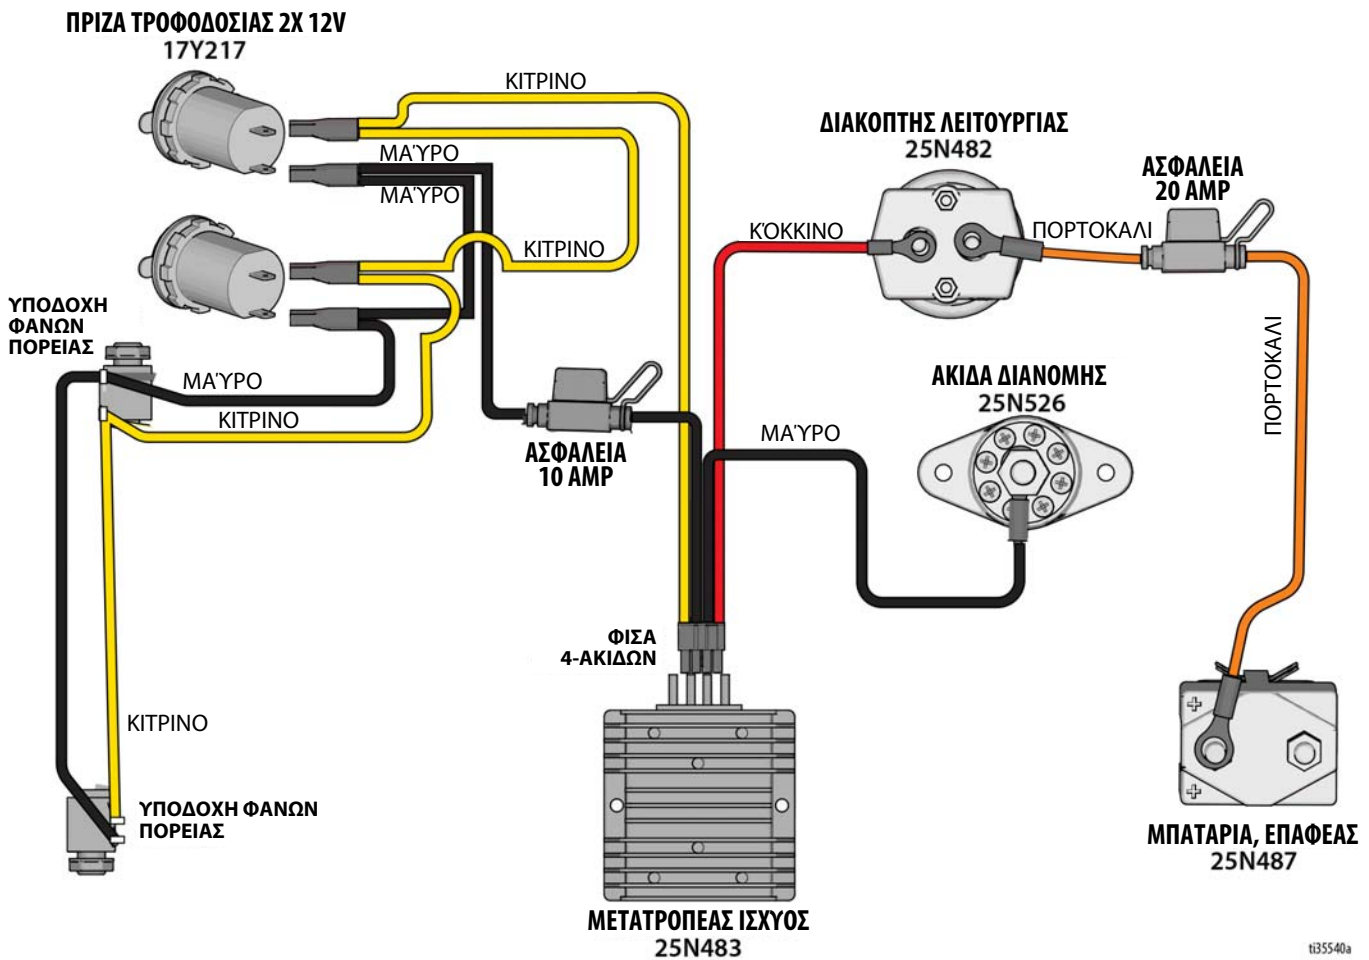 ΠΡΙΖΑ ΤΡΟΦΟΔΟΣΙΑΣ 2X 12V
17Y217
ΚΙΤΡΙΝΟ
ΜΑΎΡΟ
ΜΑΎΡΟ
ΚΙΤΡΙΝΟ
ΔΙΑΚΟΠΤΗΣ ΛΕΙΤΟΥΡΓΙΑΣ
25N482
ΑΣΦΑΛΕΙΑ
20 AMP
ΚΌΚΚΙΝΟ
ΠΟΡΤΟΚΑΛΙ
ΠΟΡΤΟΚΑΛΙ
ΥΠΟΔΟΧΗ
ΦΑΝΩΝ
ΠΟΡΕΙΑΣ
ΜΑΎΡΟ
ΚΙΤΡΙΝΟ
ΑΣΦΑΛΕΙΑ
10 AMP
ΑΚΙΔΑ ΔΙΑΝΟΜΗΣ
25N526
ΜΑΎΡΟ
ΦΙΣΑ
4-ΑΚΙΔΩΝ
ΚΙΤΡΙΝΟ
ΥΠΟΔΟΧΗ ΦΑΝΩΝ
ΠΟΡΕΙΑΣ
ΜΠΑΤΑΡΙΑ, ΕΠΑΦΕΑΣ
25N487
ΜΕΤΑΤΡΟΠΕΑΣ ΙΣΧΥΟΣ
25N483
ti35540a